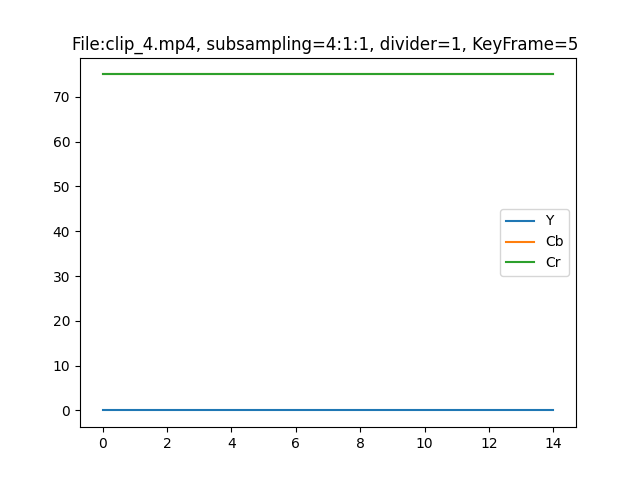 File:clip_4.mp4, subsampling=4:1:1, divider=1, KeyFrame=5
70
60
50
40
30
20
10
0
Y
Cb
Cr
0 2 4 6 8 10 12 14